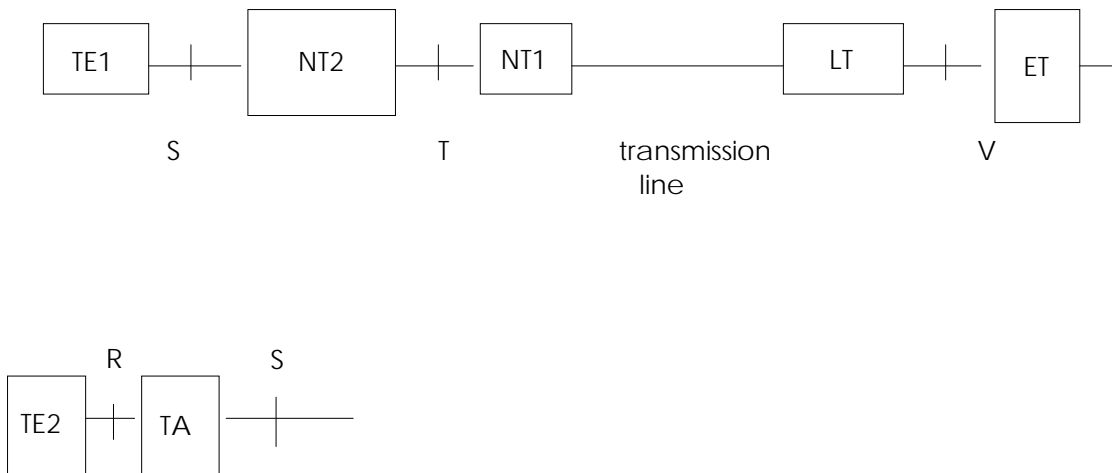 TE1 NT2 NT1 LT ET
S T transmission V
line
R S
TE2 TA